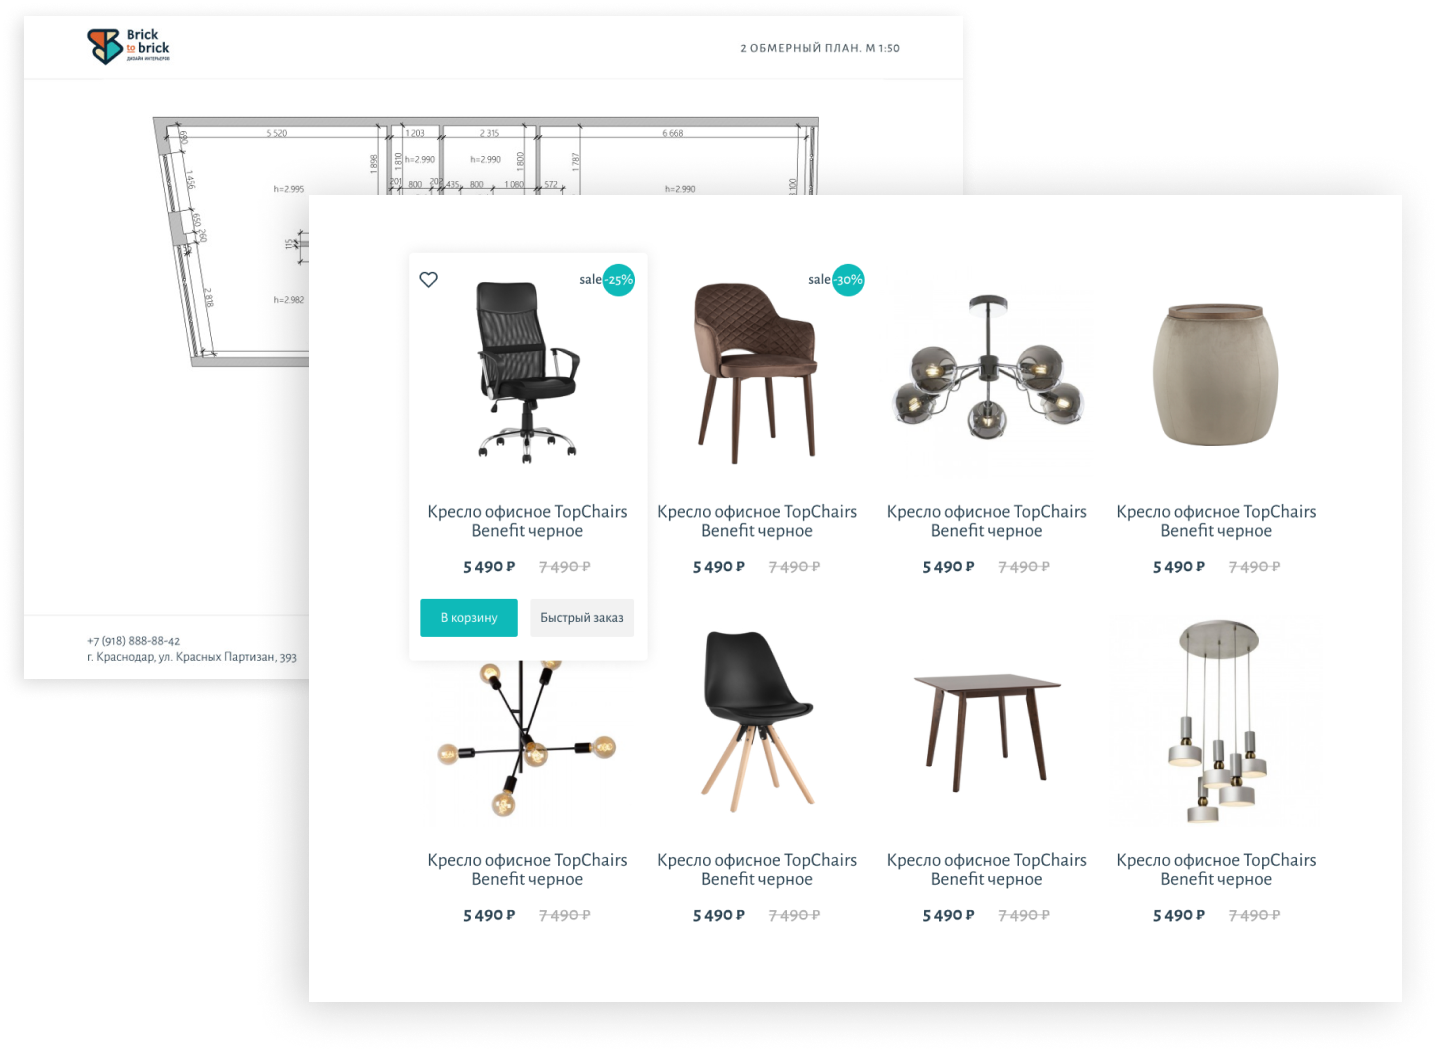 Brick
to brick
ДИЗАЙН ИНТЕРЬЕРОВ
2 ОБМЕРНЫЙ ПЛАН. М 1:50
5 520
1 203
2 315
6 668
690
1 898
1 810
h=2.990
h=2.990
1 800
1 787
1 456
h=2.995
201
800
202
435
800
1 080
572
h=2.990
1 100
650
260
115
2 818
h=2.982
+7 (918) 888-88-42
г. Краснодар, ул. Красных Партизан, 393
sale -25%
sale -30%
Кресло офисное TopChairs
Benefit черное
5 490 ₽ 7 490 ₽
В корзину
Быстрый заказ
Кресло офисное TopChairs
Benefit черное
5 490 ₽ 7 490 ₽
Кресло офисное TopChairs
Benefit черное
5 490 ₽ 7 490 ₽
Кресло офисное TopChairs
Benefit черное
5 490 ₽ 7 490 ₽
Кресло офисное TopChairs
Benefit черное
5 490 ₽ 7 490 ₽
Кресло офисное TopChairs
Benefit черное
5 490 ₽ 7 490 ₽
Кресло офисное TopChairs
Benefit черное
5 490 ₽ 7 490 ₽
Кресло офисное TopChairs
Benefit черное
5 490 ₽ 7 490 ₽